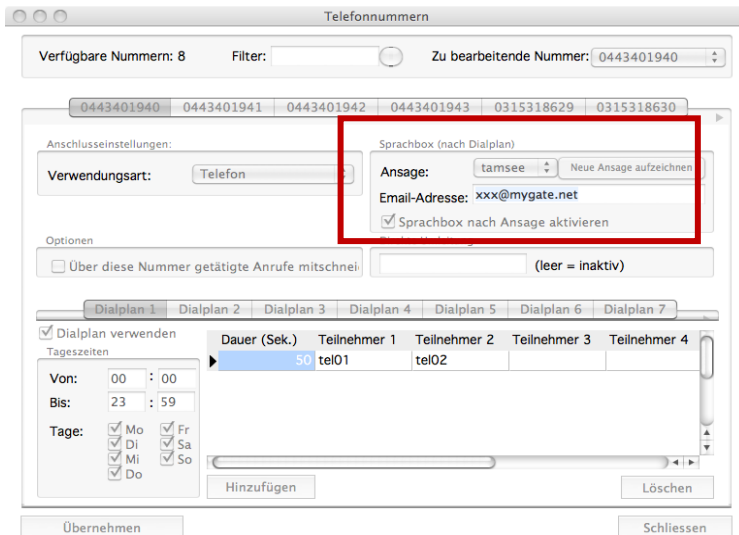 Telefonnummern
Verfügbare Nummern: 8 Filter: Zu bearbeitende Nummer: 0443401940
0443401940 0443401941 0443401942 0443401943 0315318629 0315318630
Anschlusseinstellungen: Sprachbox (nach Dialplan)
Verwendungsart: Telefon Ansage: tamsee Neue Ansage aufzeichnen
Email-Adresse: xxx@mygate.net
Sprachbox nach Ansage aktivieren
Optionen
Über diese Nummer getätigte Anrufe mitschnei (leer = inaktiv)
Dialplan 1 Dialplan 2 Dialplan 3 Dialplan 4 Dialplan 5 Dialplan 6 Dialplan 7
Dialplan verwenden
Tageszeiten
Dauer (Sek.) Teilnehmer 1 Teilnehmer 2 Teilnehmer 3 Teilnehmer 4
50 tel01 tel02
Von: 00 : 00
Bis: 23 : 59
Tage: Mo Fr
Di Sa
Mi So
Do
Hinzufügen Löschen
Übernehmen Schliessen